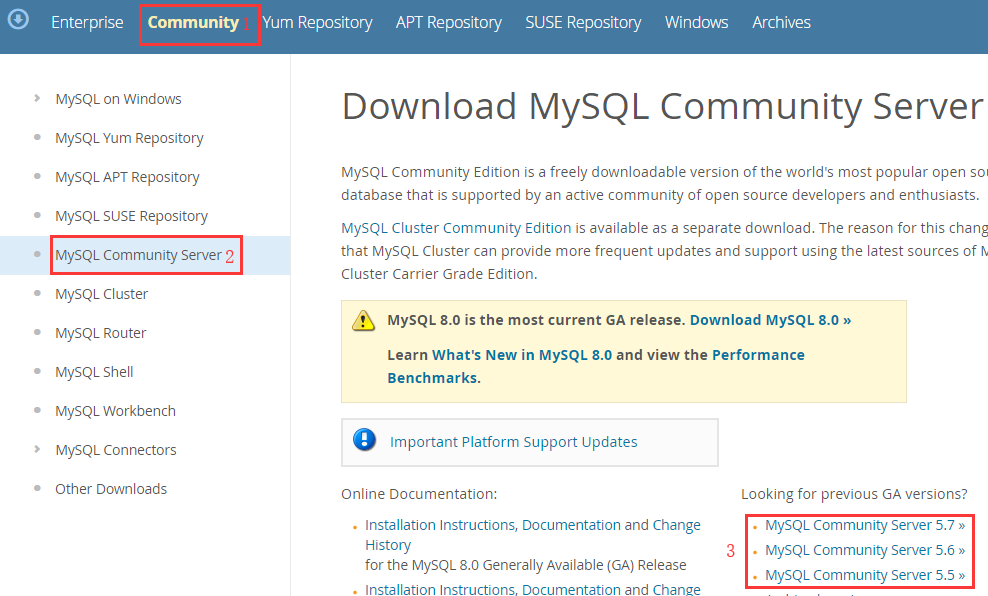 Enterprise Community 1 Yum Repository APT Repository SUSE Repository Windows Archives
MySQL on Windows
MySQL Yum Repository
MySQL APT Repository
MySQL SUSE Repository
MySQL Community Server 2
MySQL Cluster
MySQL Router
MySQL Shell
MySQL Workbench
MySQL Connectors
Other Downloads
Download MySQL Community Server
MySQL Community Edition is a freely downloadable version of the world's most popular open
database that is supported by an active community of open source developers and enthusiasts.
MySQL Cluster Community Edition is available as a separate download. The reason for this
that MySQL Cluster can provide more frequent updates and support using the latest sources of
Cluster Carrier Grade Edition.
MySQL 8.0 is the most current GA release. Download MySQL 8.0 »
Learn What's New in MySQL 8.0 and view the Performance
Benchmarks.
Important Platform Support Updates
Online Documentation:
Installation Instructions, Documentation and Change
History
for the MySQL 8.0 Generally Available (GA) Release
Installation Instructions, Documentation and Change
Looking for previous GA versions?
MySQL Community Server 5.7 »
3 MySQL Community Server 5.6 »
MySQL Community Server 5.5 »